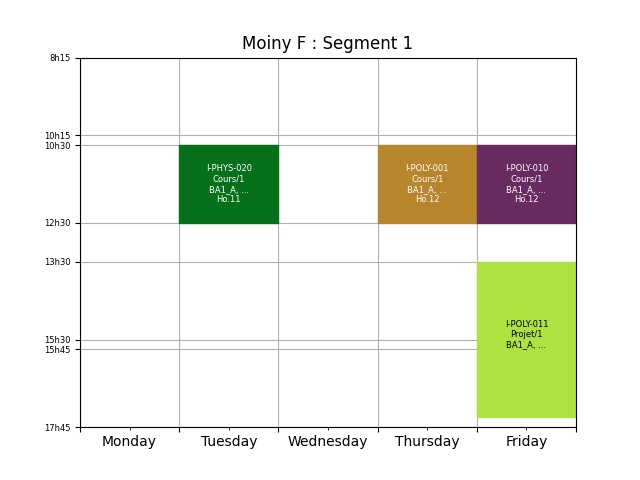 Moiny F : Segment 1
8h15
10h15
10h30
I-PHYS-020
Cours/1
BA1_A, ...
Ho.11
I-POLY-001
Cours/1
BA1_A, ...
Ho.12
I-POLY-010
Cours/1
BA1_A, ...
Ho.12
12h30
13h30
I-POLY-011
Projet/1
BA1_A, ...
15h30
15h45
17h45
Monday
Tuesday
Wednesday
Thursday
Friday